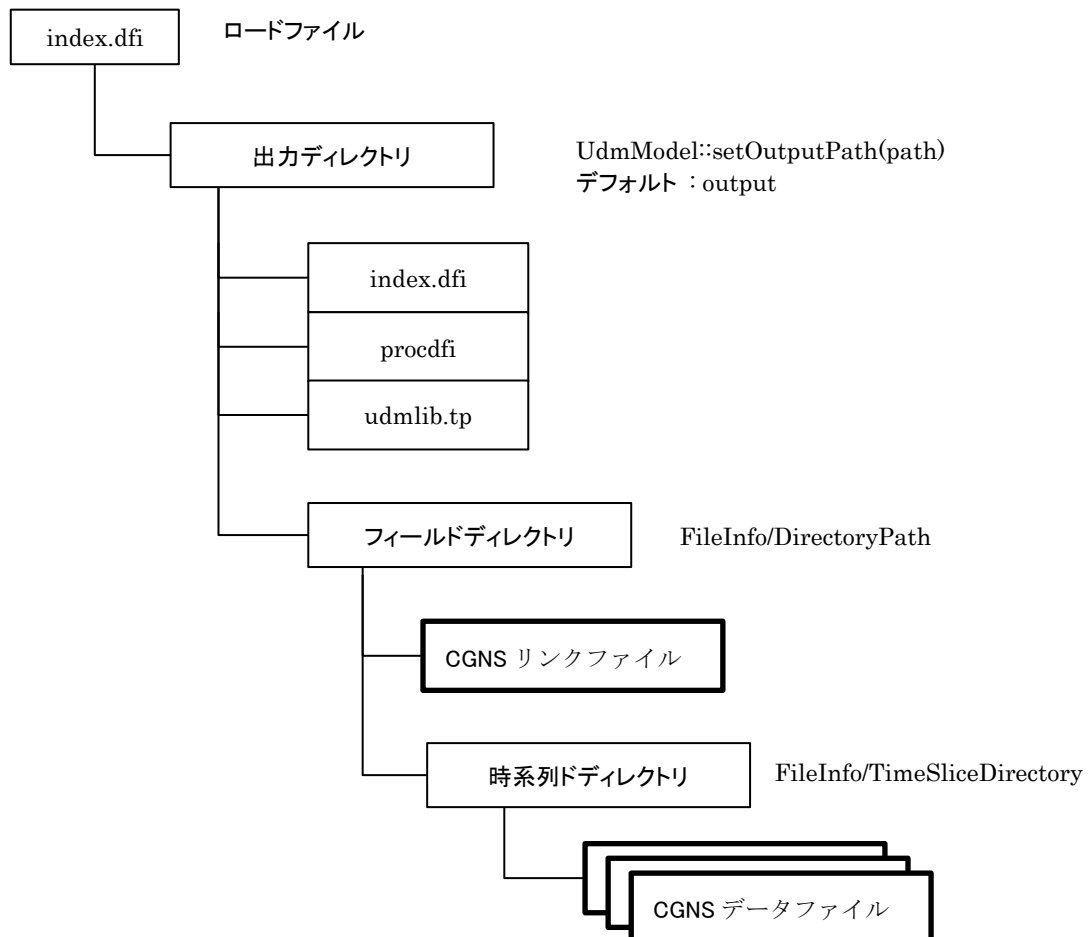 index.dfi
ロードファイル
出力ディレクトリ
UdmModel::setOutputPath(path)
デフォルト : output
index.dfi
procdfi
udmlib.tp
フィールドディレクトリ
FileInfo/DirectoryPath
CGNS リンクファイル
時系列ドディレクトリ
FileInfo/TimeSliceDirectory
CGNS データファイル